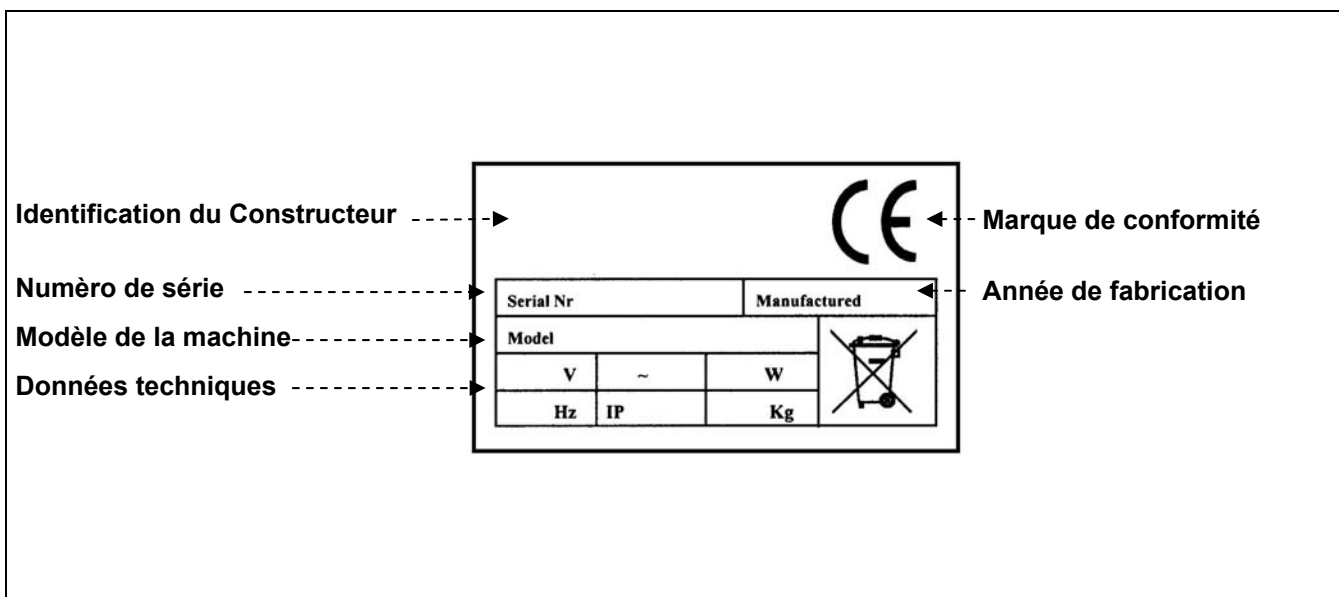 Identification du Constructeur
CE
Marque de conformité
Numèro de série
Serial Nr
Manufactured
Année de fabrication
Modèle de la machine
Model
Données techniques
V ~ W
Hz IP Kg